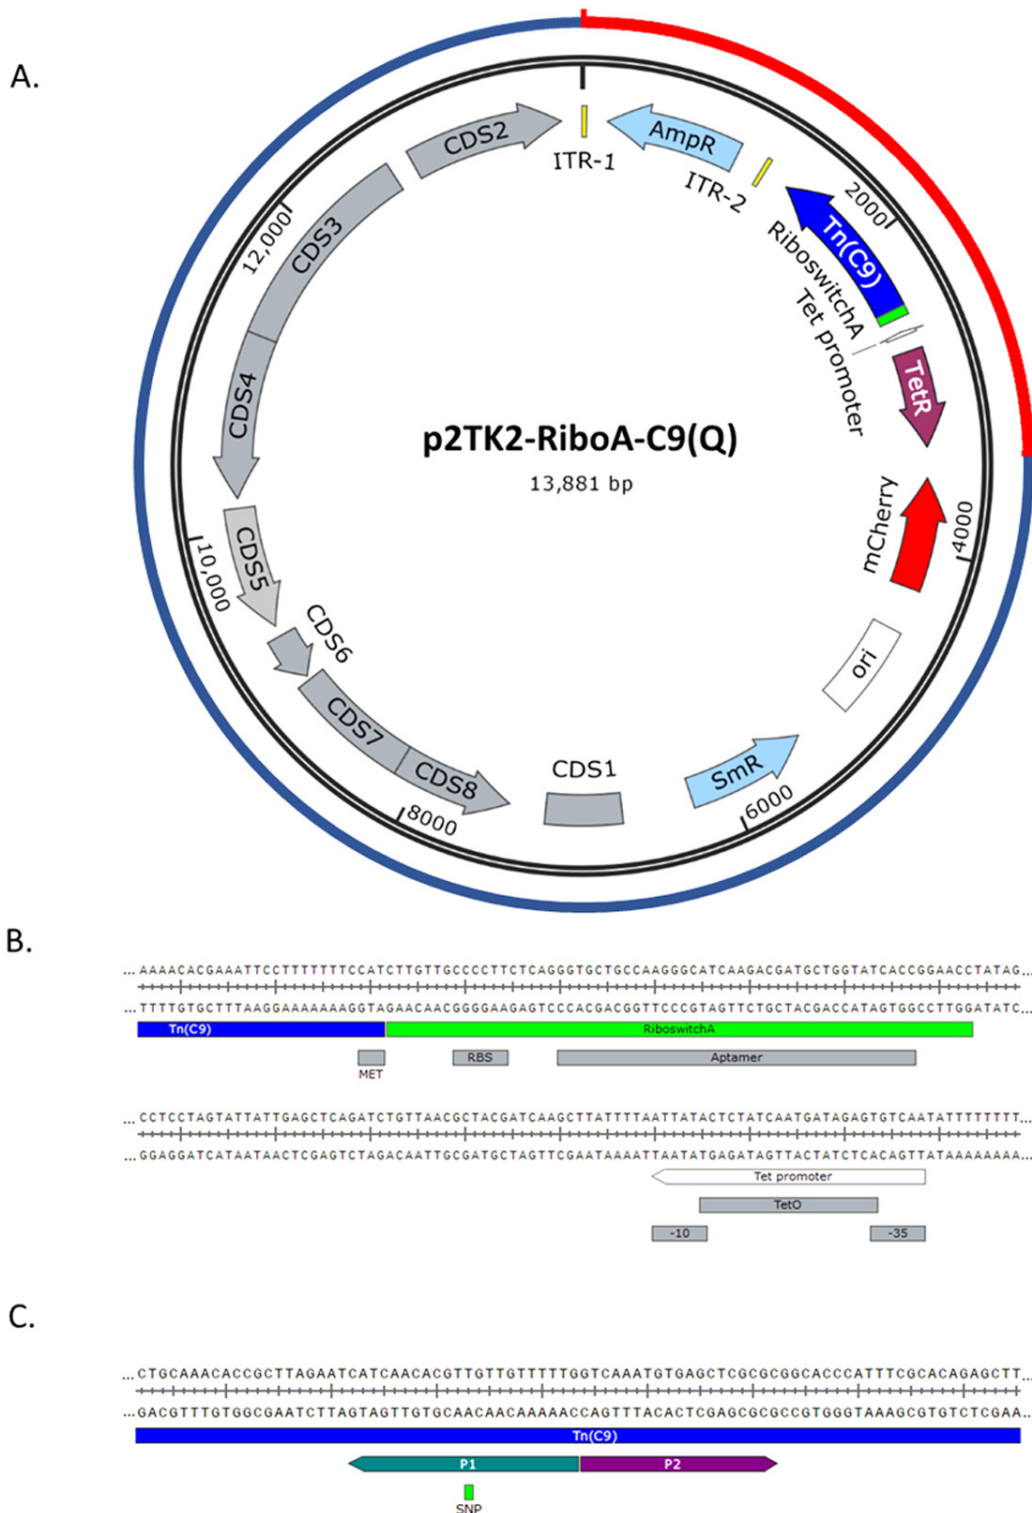 A.
CDS2
ITR-1
AmpR
ITR-2
2000
Tn(C9)
RiboswitchA
Tet promoter
TetR
mCherry
4000
ori
SmR
6000
CDS1
8000
CDS8
CDS7
CDS6
CDS5
10,000
CDS4
CDS3
12,000
p2TK2-RiboA-C9(Q)
13,881 bp
B.
...AAAACACGAAATTCCTTTTTTTCCATCTTGTTGCCCCTTCTCAGGGTGCTGCCAAGGGCATCAAGACGATGCTGGTATCACCGGAACCTATAG...
TTTTGTGCTTTAAGGAAAAAAAGGTAGAACAACGGGGAAGAGTCCCACGACGGTTCCCGTAGTTCTGCTACGACCATAGTGGCCTTGGATATC...
Tn(C9) RiboswitchA
RBS Aptamer
MET
...CCTCCTAGTATTATTGAGCTCAGATCTGTTAACGCTACGATCAAGCTTATTTTAATTATACTCTATCAATGATAGAGTGTCAATATTTTTTTT...
GGAGGATCATAATAACTCGAGTCTAGACAATTGCGATGCTAGTTCGAATAAAATTAATATGAGATAGTTACTATCTCACAGTTATAAAAAAAA...
Tet promoter
TetO
-10 -35
C.
...CTGCAAACACCGCTTAGAATCATCAACACGTTGTTGTTTTTGGTCAAATGTGAGCTCGCGCGGCACCCATTTCGCACAGAGCTT...
...GACGTTTGTGGCGAATCTTAGTAGTTGTGCAACAACAAAAACCAGTTTACACTCGAGCGCGCCGTGGGTAAAGCGTGTCTCGAA...
Tn(C9)
P1 P2
SNP